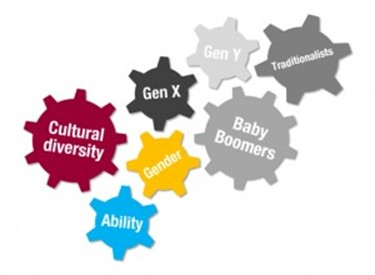 Gen Y
Traditionalists
Gen X
Cultural
diversity
Baby
Boomers
Gender
Ability